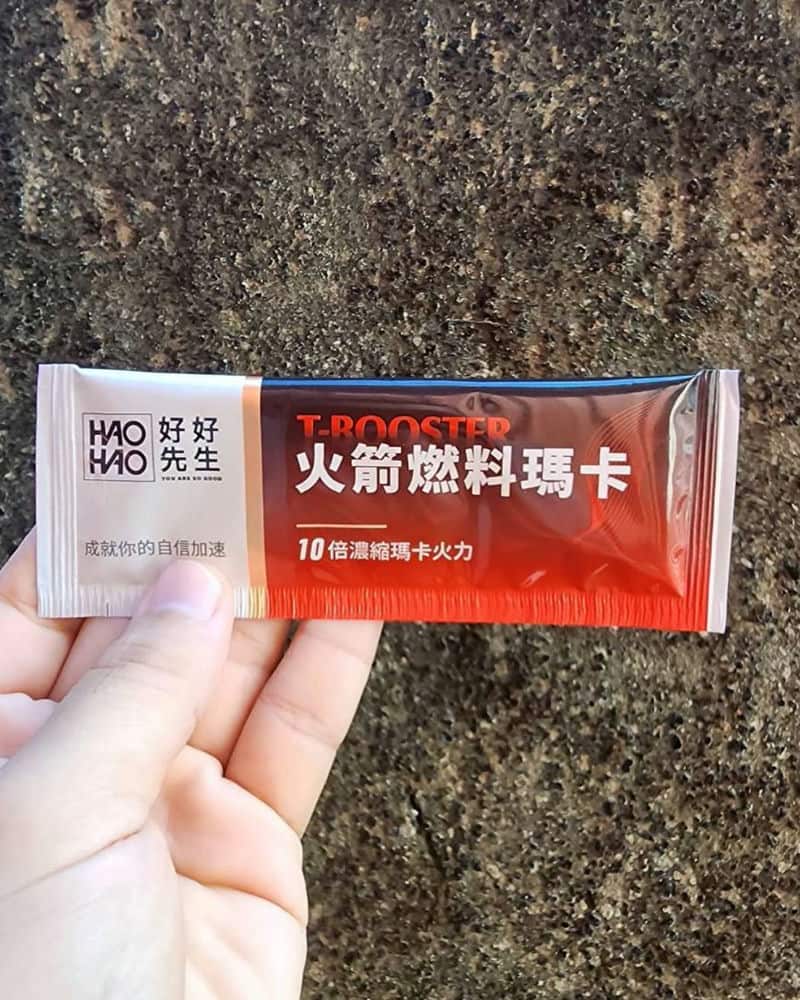 HAO
HAO
好好
先生
YOU ARE SO GOOD
成就你的自信加速
T-BOOSTER
火箭燃料瑪卡
10倍濃縮瑪卡火力